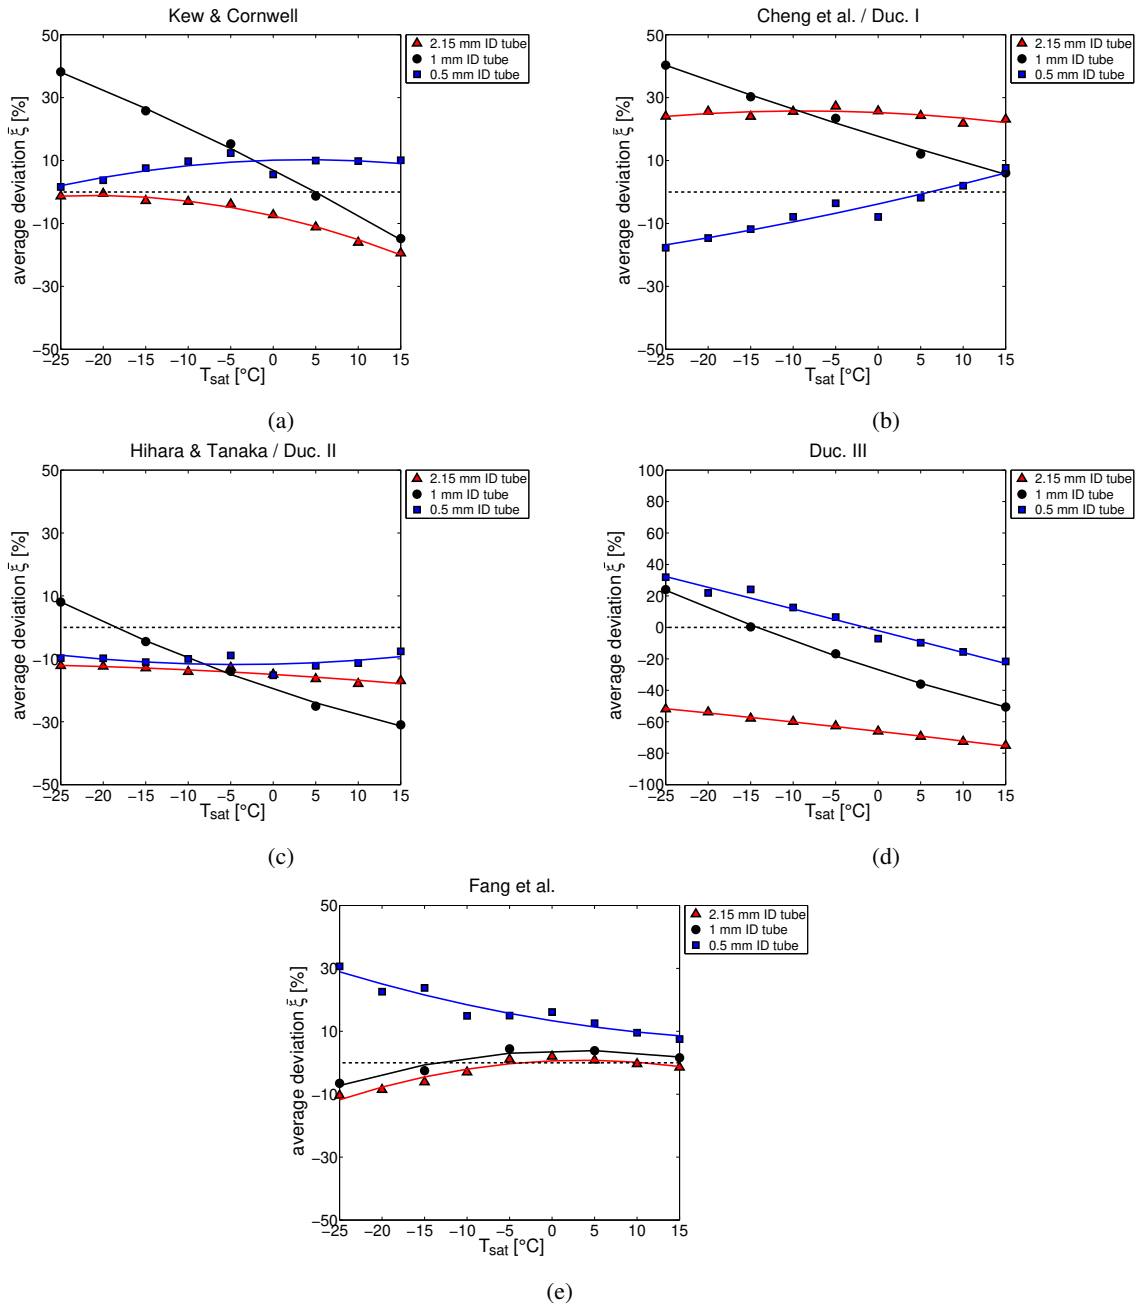 Kew & Cornwell
50
30
10
−10
−30
−50
average deviation ξ̄ [%]
−25 −20 −15 −10 −5 0 5 10 15
T_sat [°C]
2.15 mm ID tube
1 mm ID tube
0.5 mm ID tube
(a)
Cheng et al. / Duc. I
50
30
10
−10
−30
−50
average deviation ξ̄ [%]
−25 −20 −15 −10 −5 0 5 10 15
T_sat [°C]
2.15 mm ID tube
1 mm ID tube
0.5 mm ID tube
(b)
Hihara & Tanaka / Duc. II
50
30
10
−10
−30
−50
average deviation ξ̄ [%]
−25 −20 −15 −10 −5 0 5 10 15
T_sat [°C]
2.15 mm ID tube
1 mm ID tube
0.5 mm ID tube
(c)
Duc. III
100
80
60
40
20
0
−20
−40
−60
−80
−100
average deviation ξ̄ [%]
−25 −20 −15 −10 −5 0 5 10 15
T_sat [°C]
2.15 mm ID tube
1 mm ID tube
0.5 mm ID tube
(d)
Fang et al.
50
30
10
−10
−30
−50
average deviation ξ̄ [%]
−25 −20 −15 −10 −5 0 5 10 15
T_sat [°C]
2.15 mm ID tube
1 mm ID tube
0.5 mm ID tube
(e)